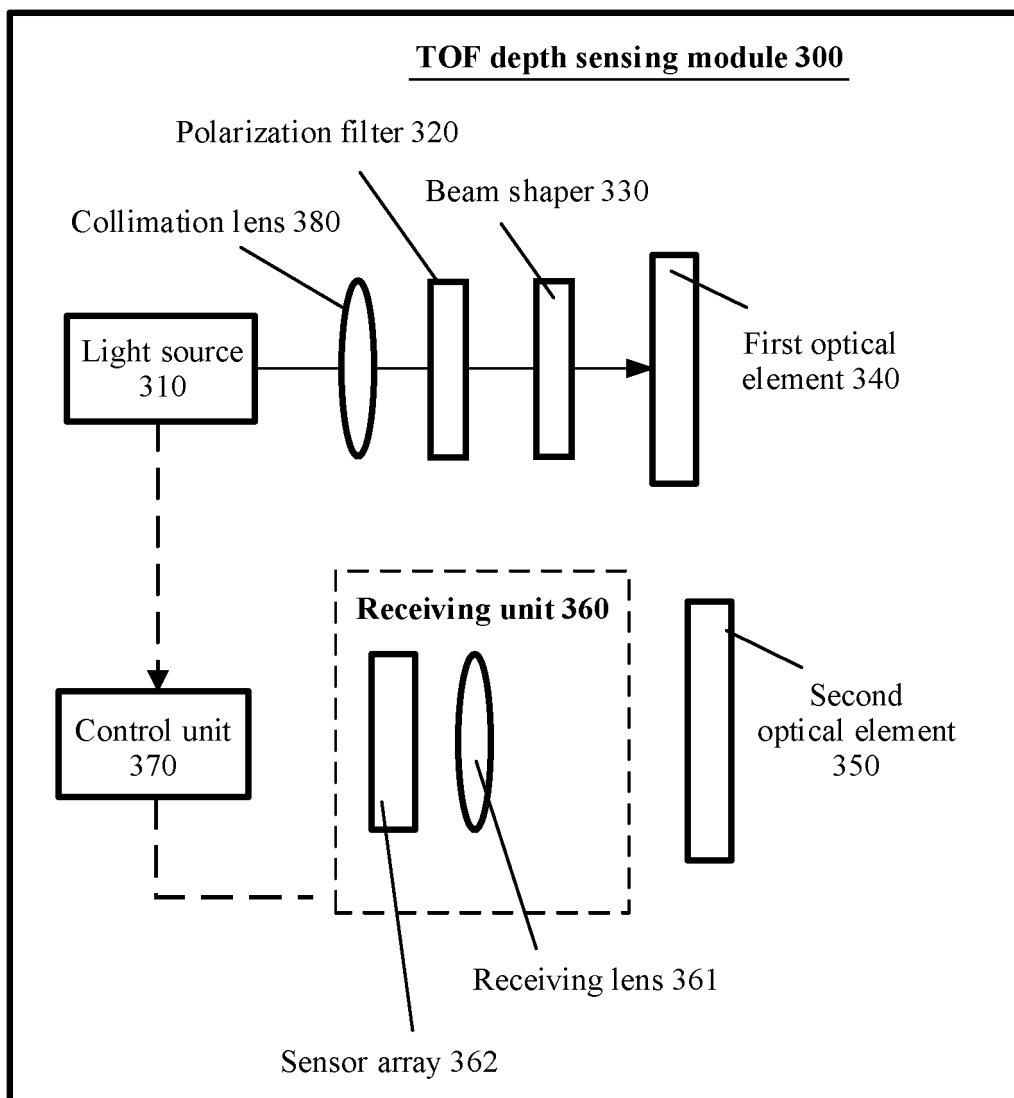 TOF depth sensing module 300
Polarization filter 320
Beam shaper 330
Collimation lens 380
Light source
310
First optical
element 340
Receiving unit 360
Control unit
370
Second
optical element
350
Receiving lens 361
Sensor array 362